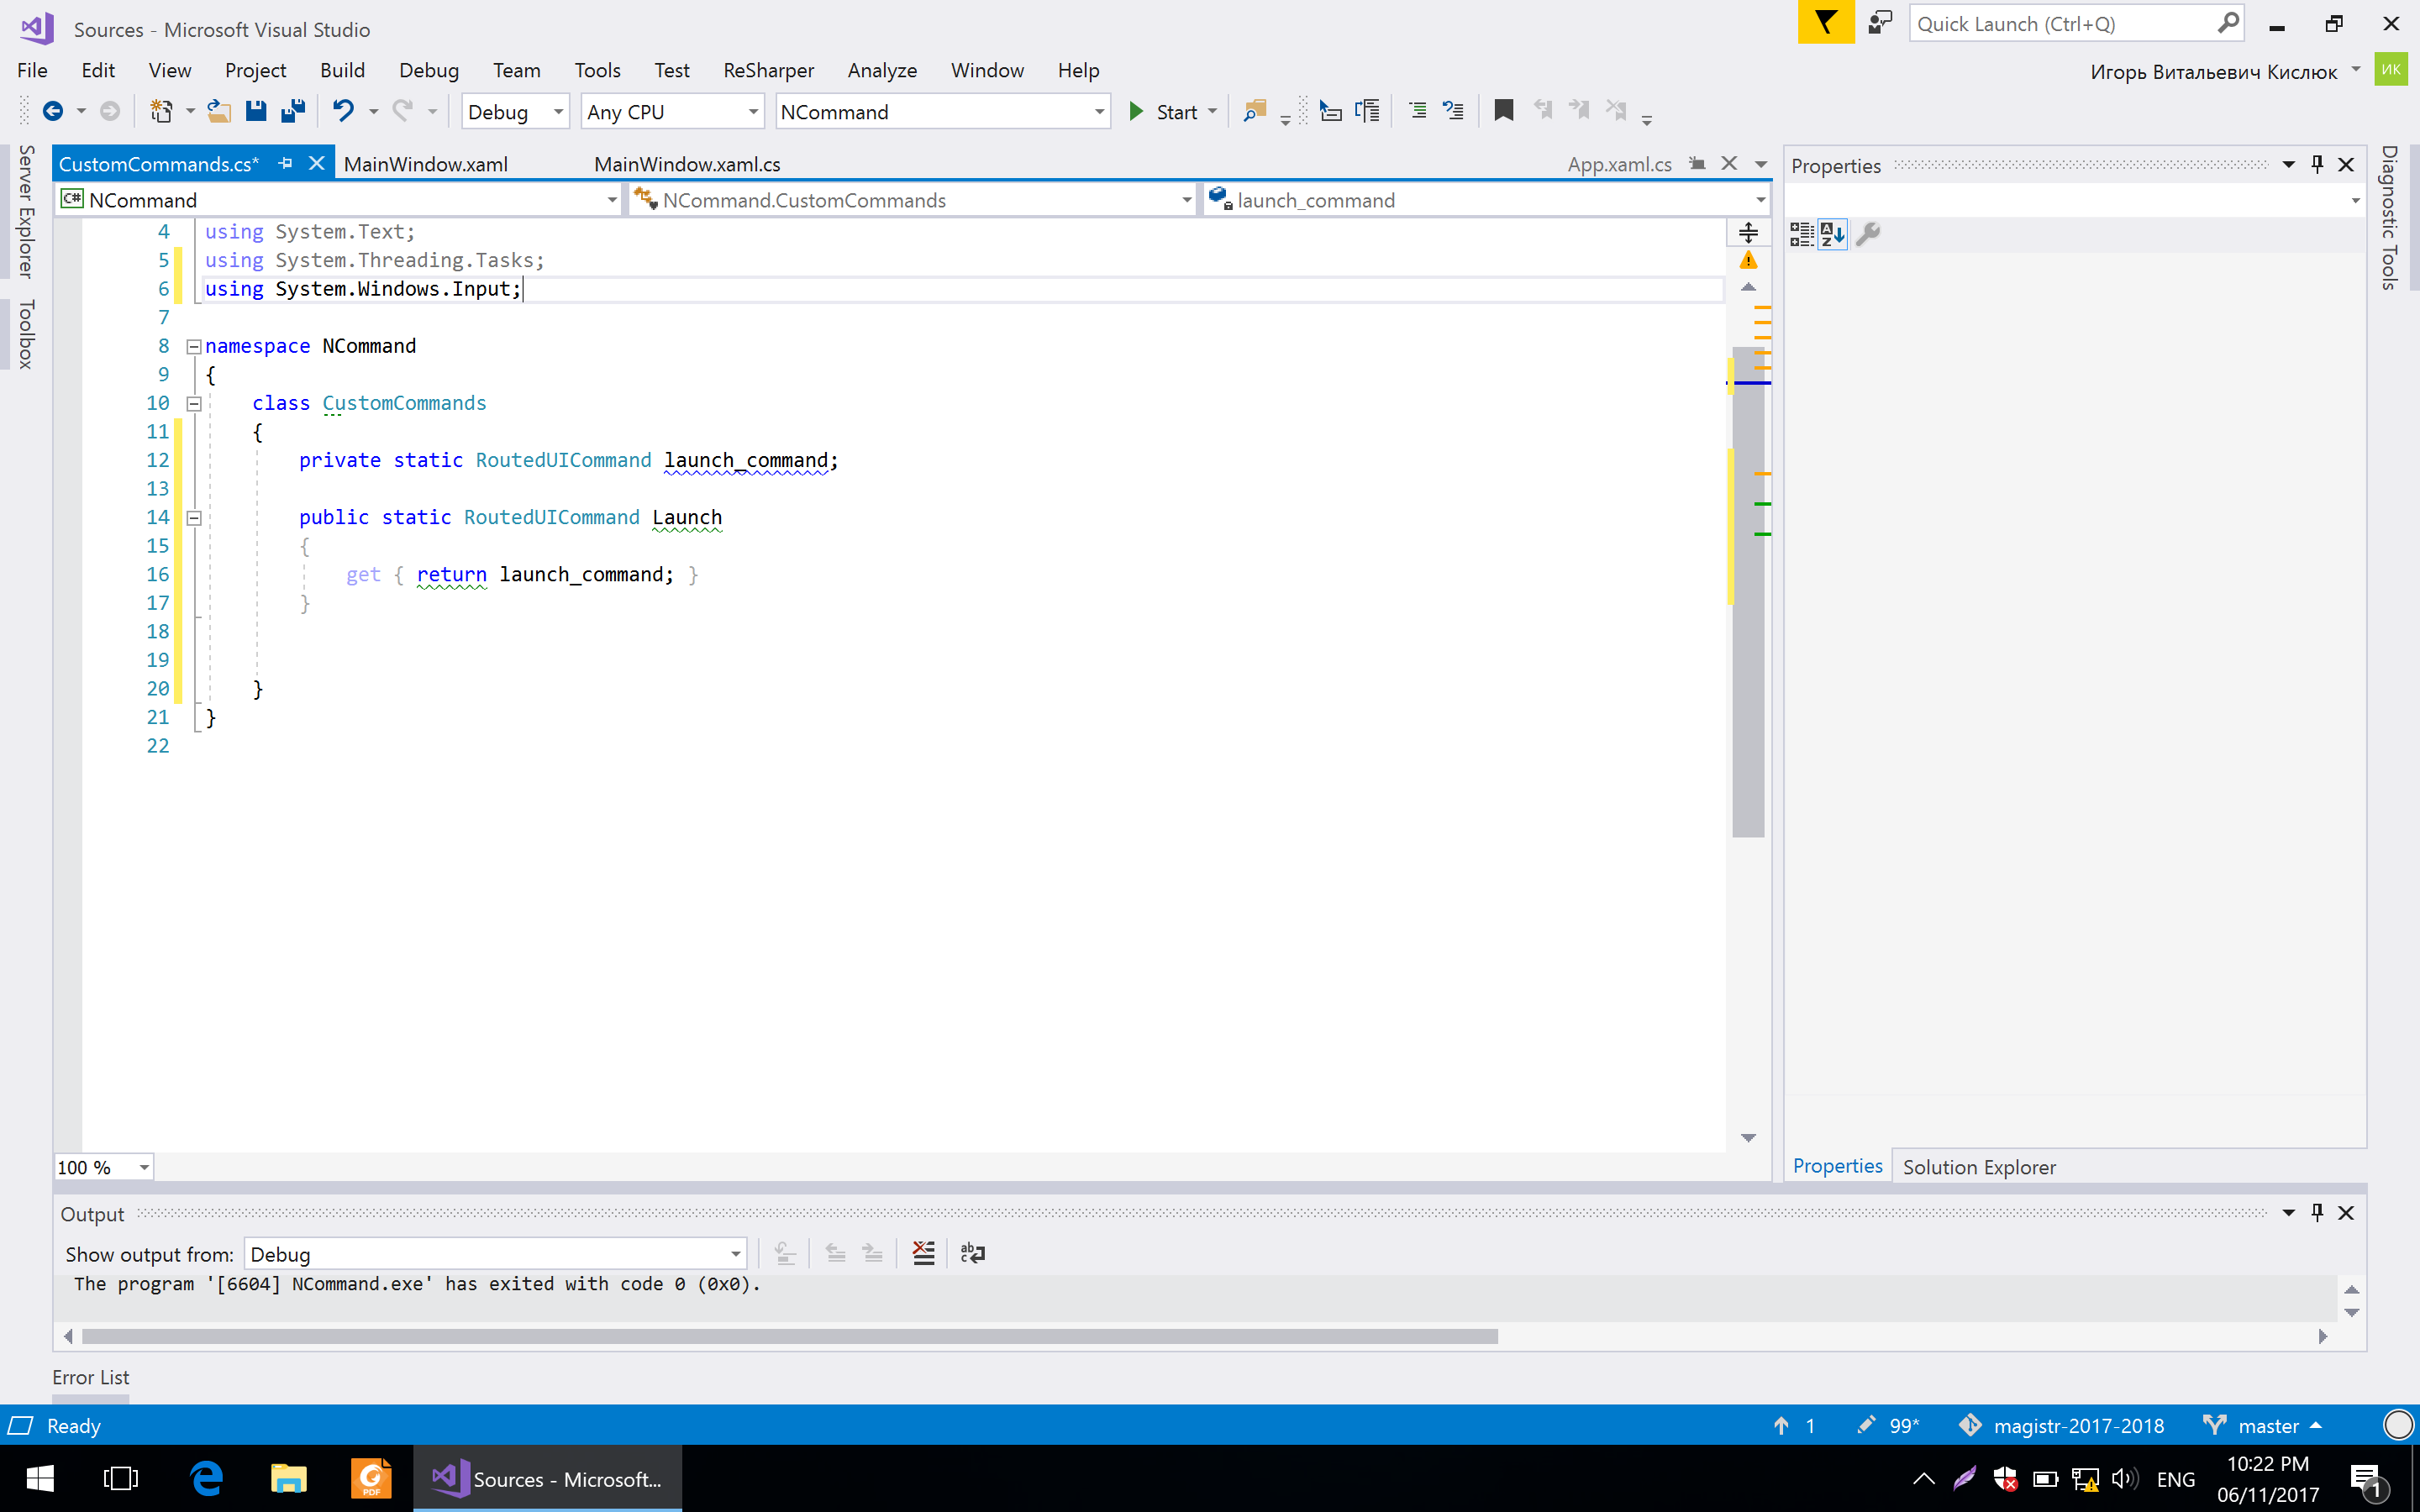 Sources - Microsoft Visual Studio
Quick Launch (Ctrl+Q)
File Edit View Project Build Debug Team Tools Test ReSharper Analyze Window Help
Игорь Витальевич Кислюк
ИК
Debug Any CPU NCommand Start
Server Explorer
Toolbox
CustomCommands.cs* MainWindow.xaml MainWindow.xaml.cs App.xaml.cs
C# NCommand NCommand.CustomCommands launch_command
4 using System.Text;
5 using System.Threading.Tasks;
6 using System.Windows.Input;
7
8 namespace NCommand
9 {
10 class CustomCommands
11 {
12 private static RoutedUICommand launch_command;
13
14 public static RoutedUICommand Launch
15 {
16 get { return launch_command; }
17 }
18
19
20 }
21 }
22
100 %
Properties
Diagnostic Tools
Properties Solution Explorer
Output
Show output from: Debug
The program '[6604] NCommand.exe' has exited with code 0 (0x0).
Error List
Ready
1 99* magistr-2017-2018 master
PDF
Sources - Microsoft...
ENG
10:22 PM
06/11/2017
1